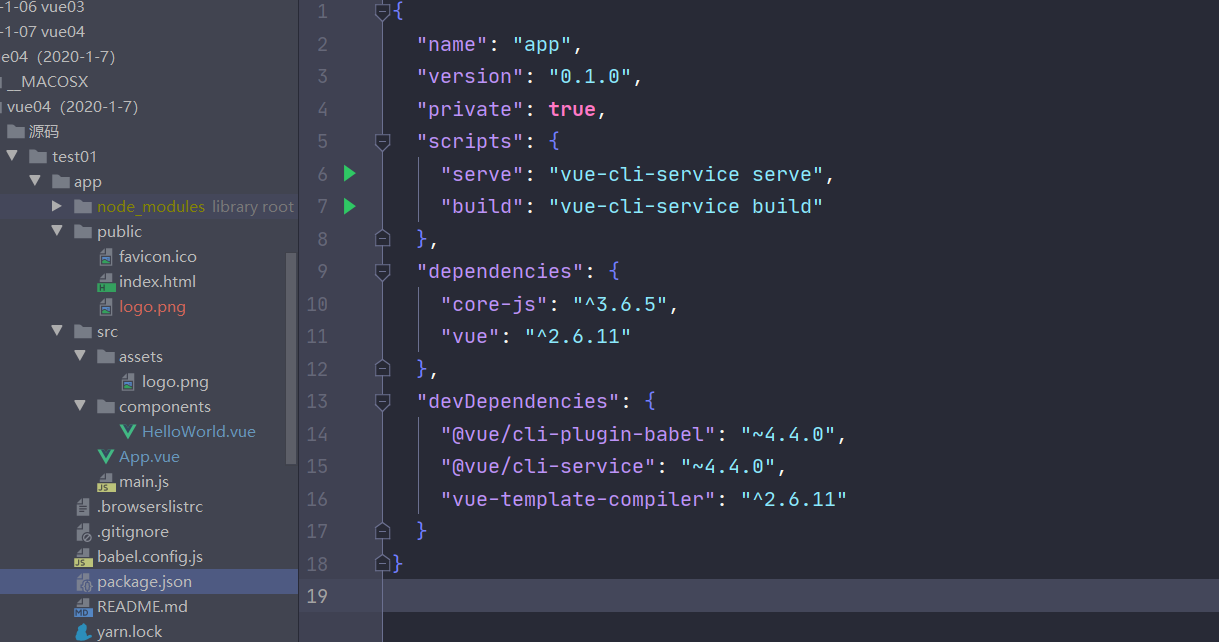 -1-06 vue03
-1-07 vue04
e04（2020-1-7）
__MACOSX
vue04（2020-1-7）
源码
test01
app
node_modules library root
public
favicon.ico
index.html
logo.png
src
assets
logo.png
components
HelloWorld.vue
App.vue
main.js
.browserslistrc
.gitignore
babel.config.js
package.json
README.md
yarn.lock
1 {
2 "name": "app",
3 "version": "0.1.0",
4 "private": true,
5 "scripts": {
6 "serve": "vue-cli-service serve",
7 "build": "vue-cli-service build"
8 },
9 "dependencies": {
10 "core-js": "^3.6.5",
11 "vue": "^2.6.11"
12 },
13 "devDependencies": {
14 "@vue/cli-plugin-babel": "~4.4.0",
15 "@vue/cli-service": "~4.4.0",
16 "vue-template-compiler": "^2.6.11"
17 }
18 }
19